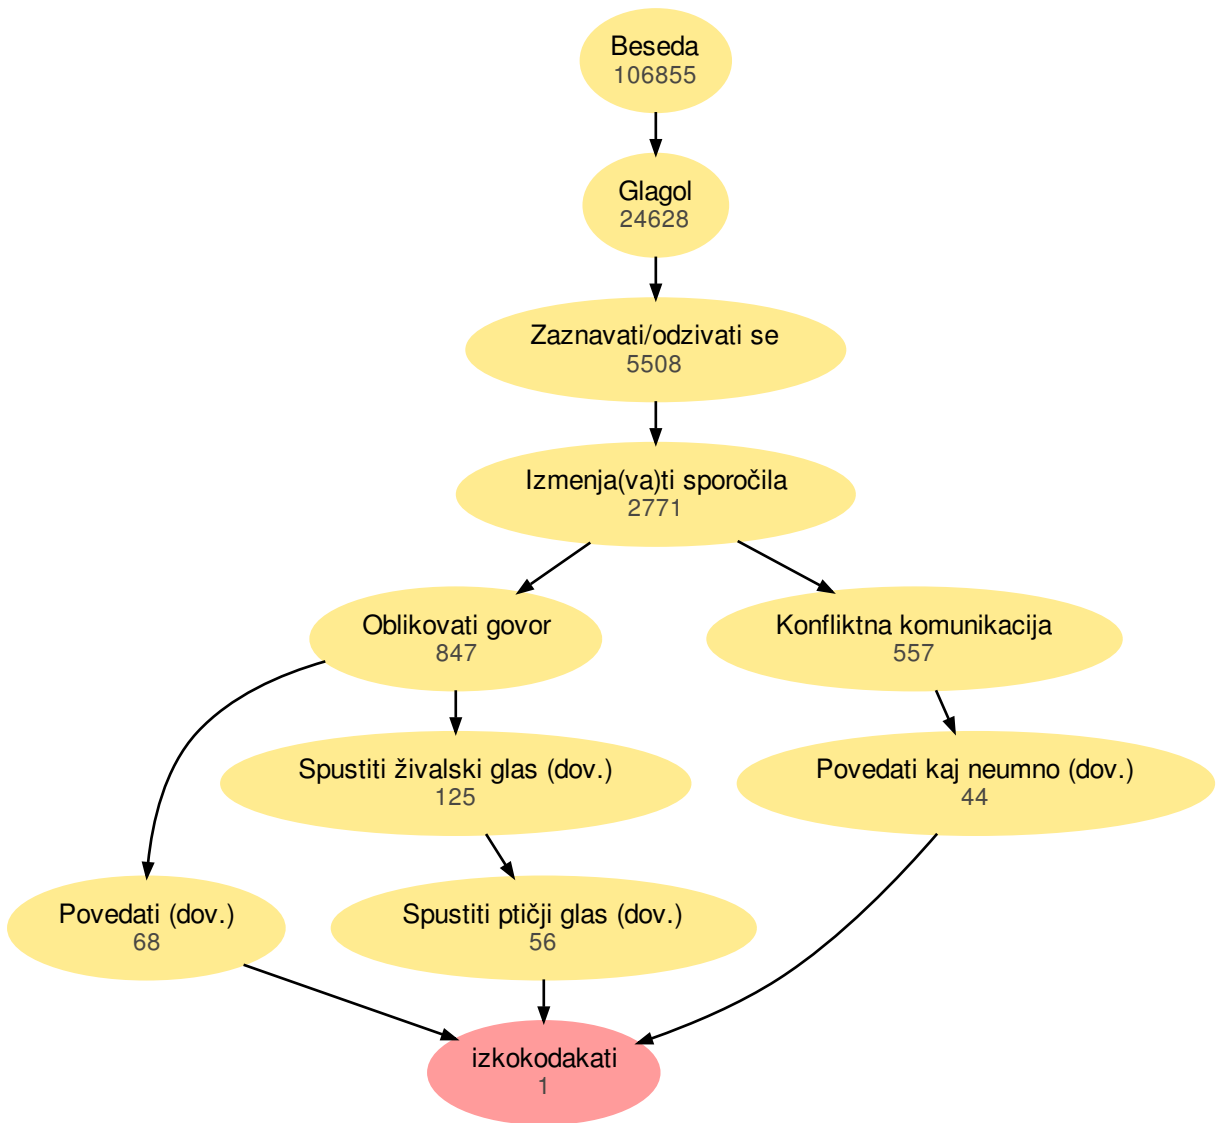 Beseda
106855
Glagol
24628
Zaznavati/odzivati se
5508
Izmenja(va)ti sporočila
2771
Oblikovati govor
847
Konfliktna komunikacija
557
Spustiti živalski glas (dov.)
125
Povedati kaj neumno (dov.)
44
Povedati (dov.)
68
Spustiti ptičji glas (dov.)
56
izkokodakati
1